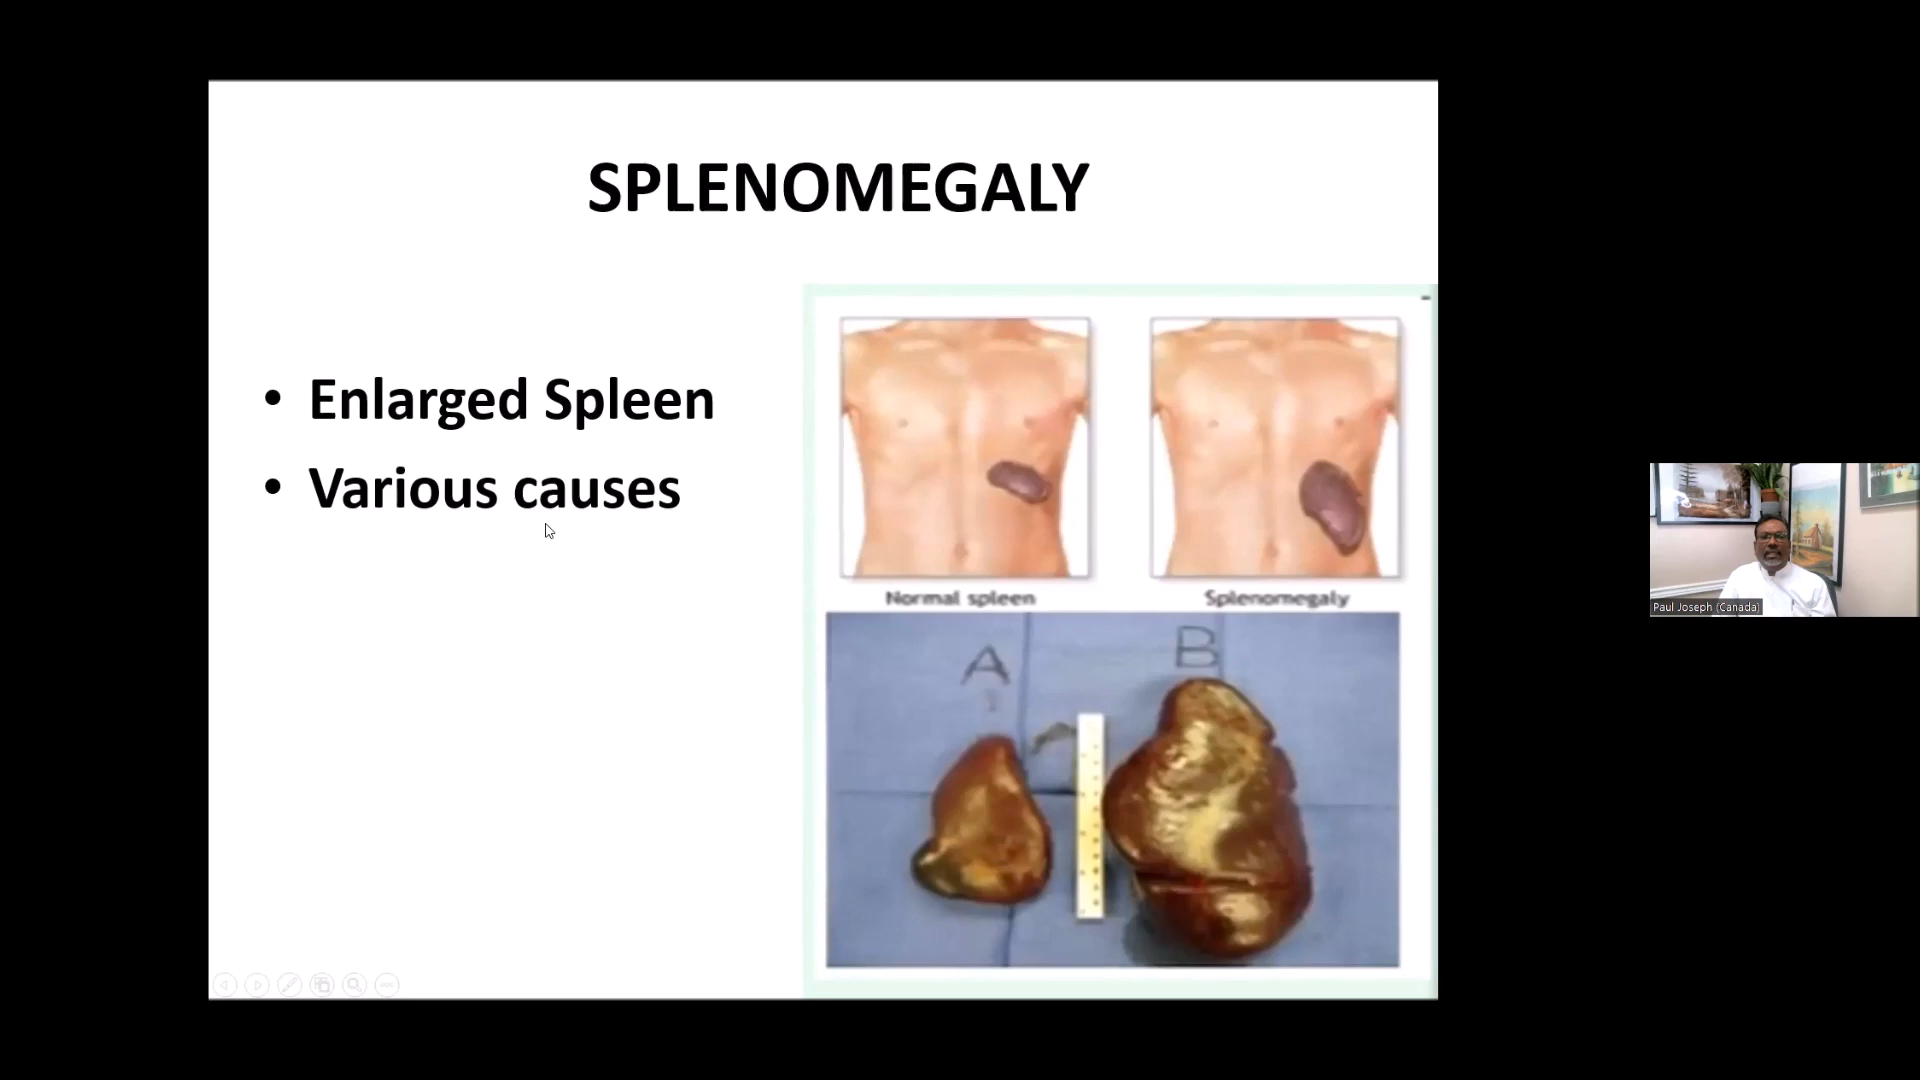 SPLENOMEGALY
• Enlarged Spleen
• Various causes
Normal spleen
Splenomegaly
A
B
Paul Joseph (Canada)